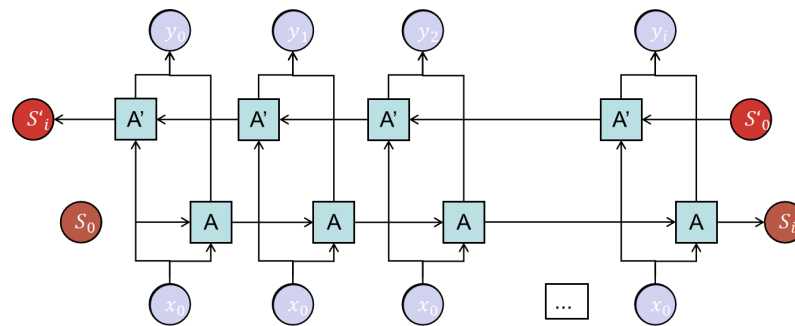 y₀ y₁ y₂ yᵢ
S‘ᵢ A’ A’ A’ A’ S‘₀
S₀ A A A A Sᵢ
x₀ x₀ x₀ ... x₀